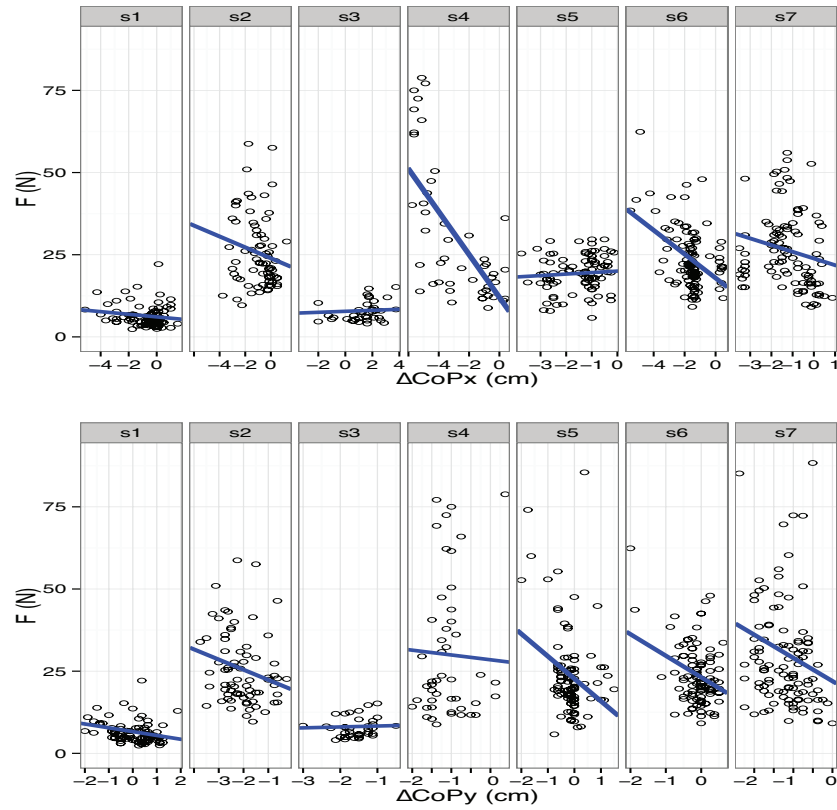 s1 s2 s3 s4 s5 s6 s7
75
50
F (N)
25
0
−4 −2 0 −4 −2 0 −2 0 2 4 −4 −2 0 −3 −2 −1 0 −4 −2 0 −3 −2 −1 0 1
ΔCoPx (cm)
s1 s2 s3 s4 s5 s6 s7
75
50
F (N)
25
0
−2 −1 0 1 2 −3 −2 −1 −3 −2 −1 −2 −1 0 −2 −1 0 1 −2 −1 0 −2 −1 0
ΔCoPy (cm)